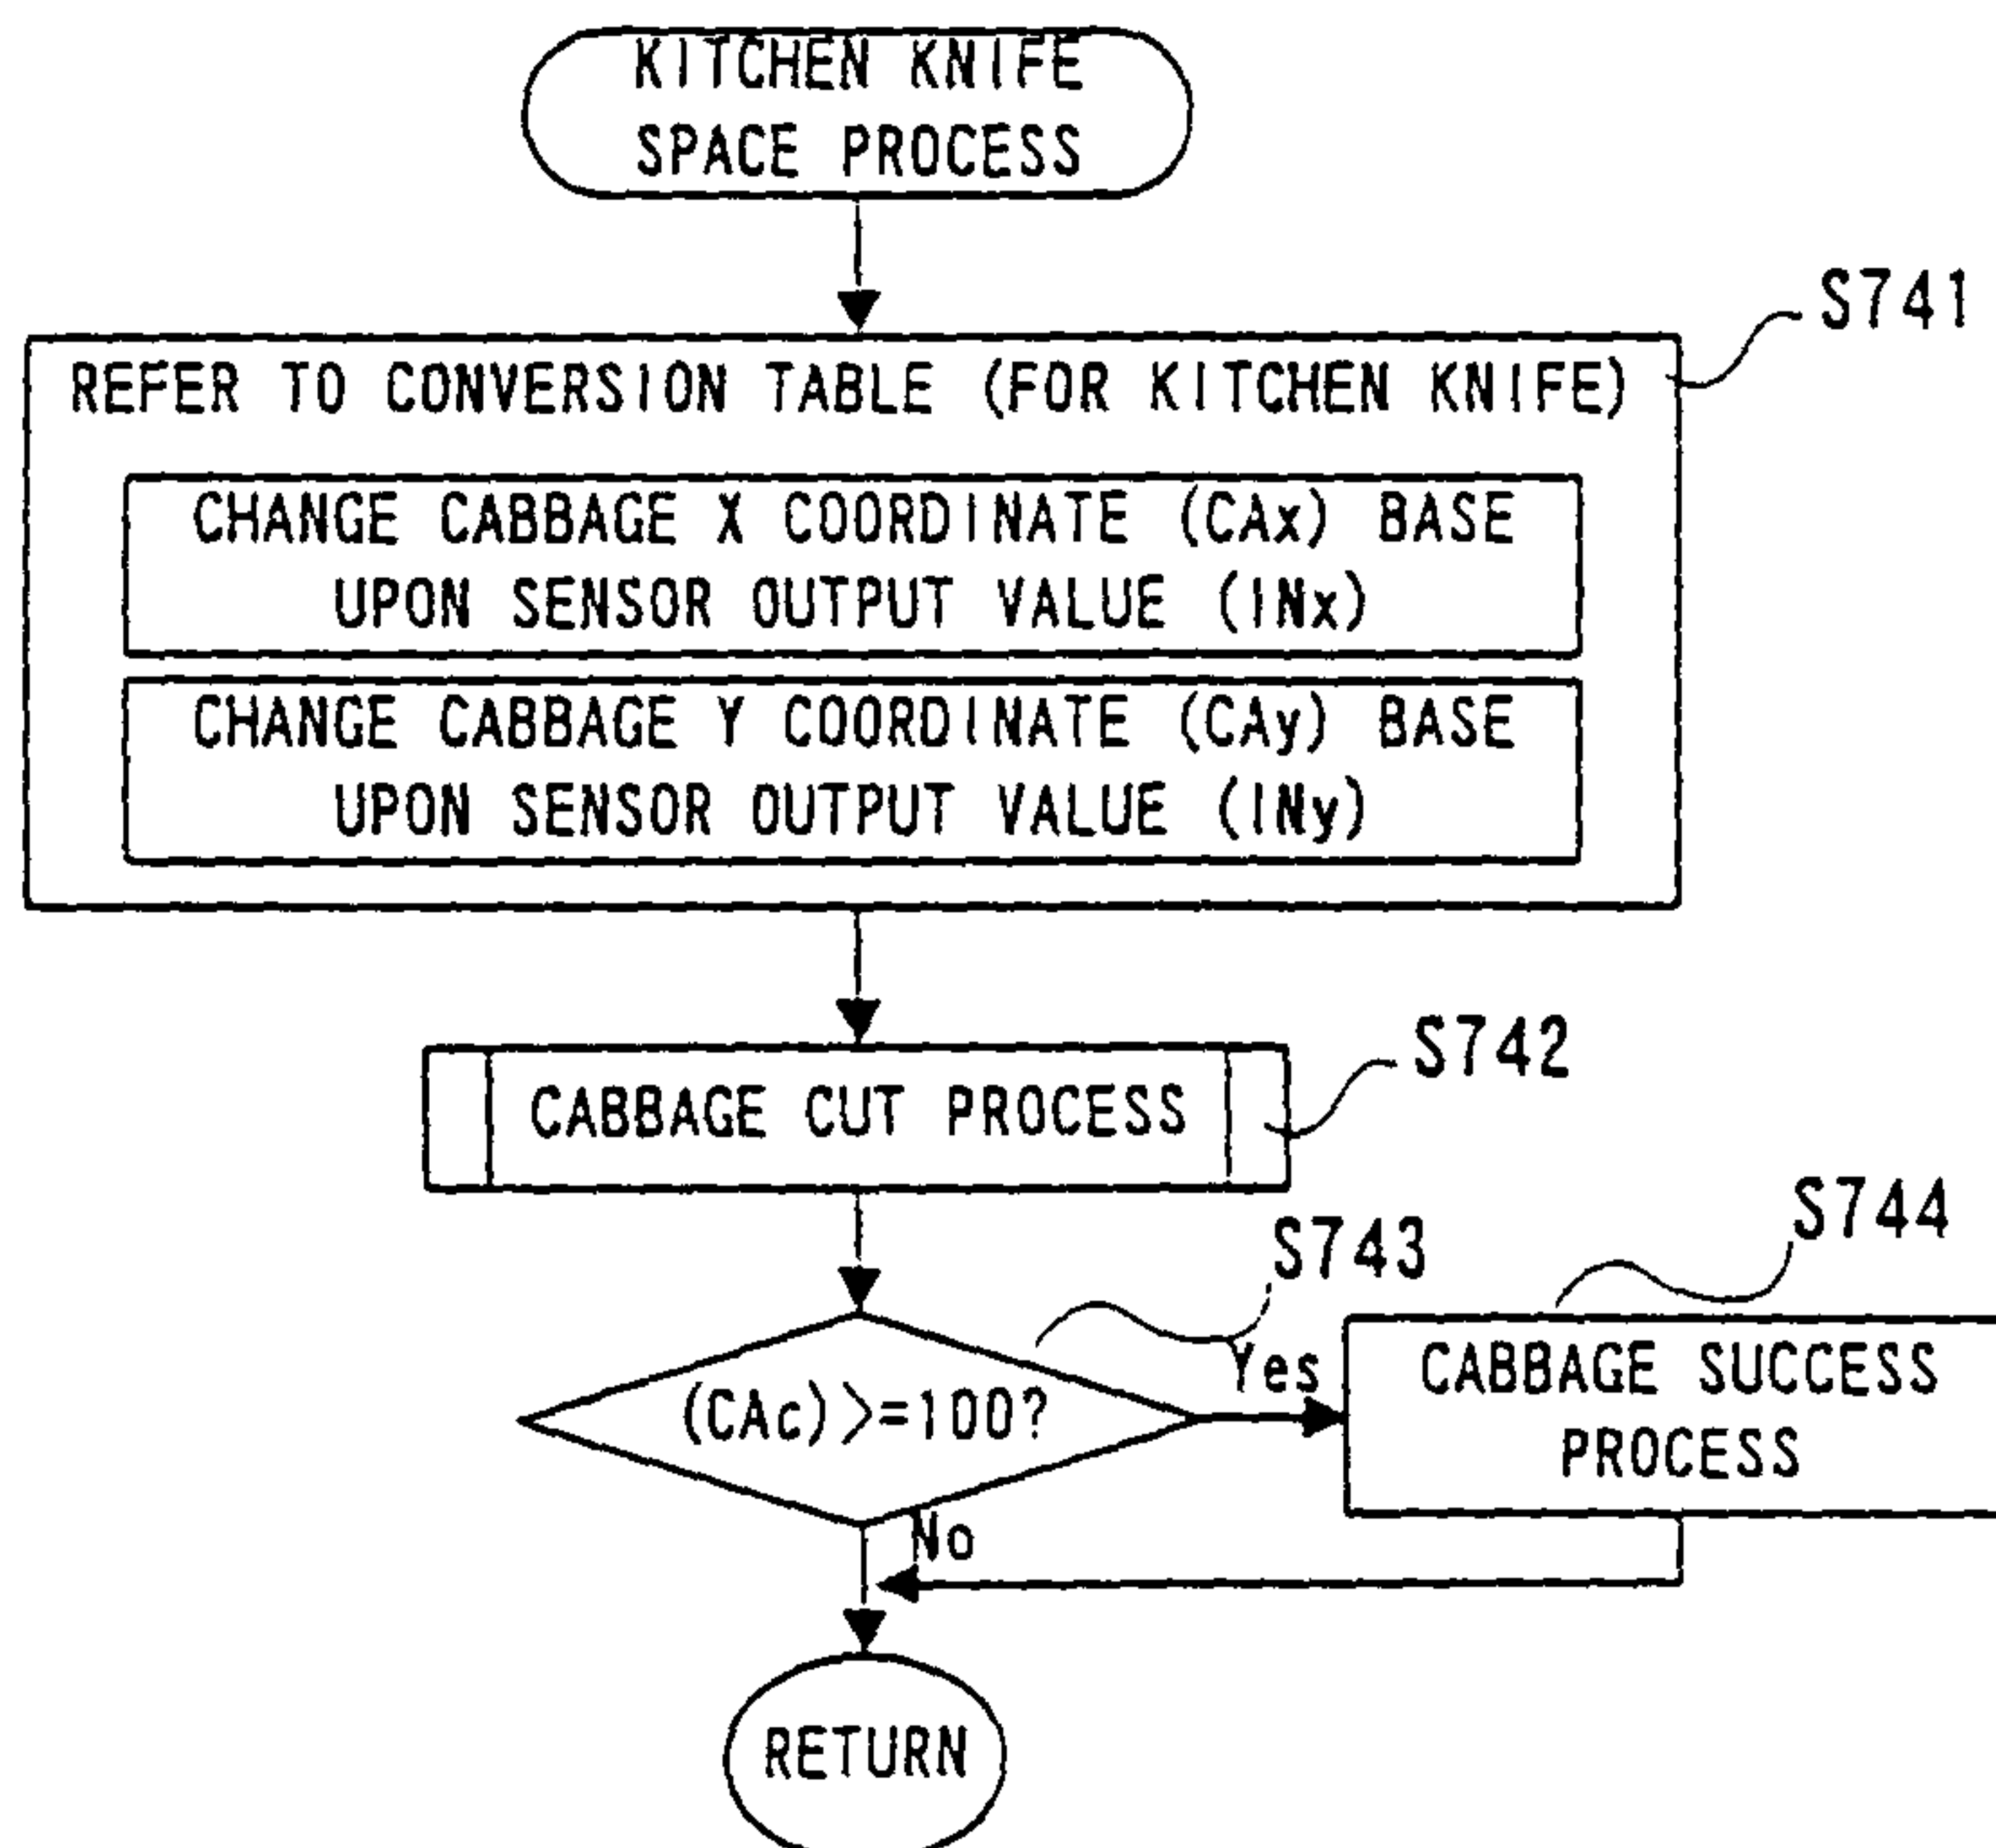 KITCHEN KNIFE
SPACE PROCESS
S741
REFER TO CONVERSION TABLE (FOR KITCHEN KNIFE)
CHANGE CABBAGE X COORDINATE (CAx) BASE
UPON SENSOR OUTPUT VALUE (INx)
CHANGE CABBAGE Y COORDINATE (CAy) BASE
UPON SENSOR OUTPUT VALUE (INy)
S742
CABBAGE CUT PROCESS
S743
S744
(CAc)>=100?
Yes
CABBAGE SUCCESS
PROCESS
No
RETURN